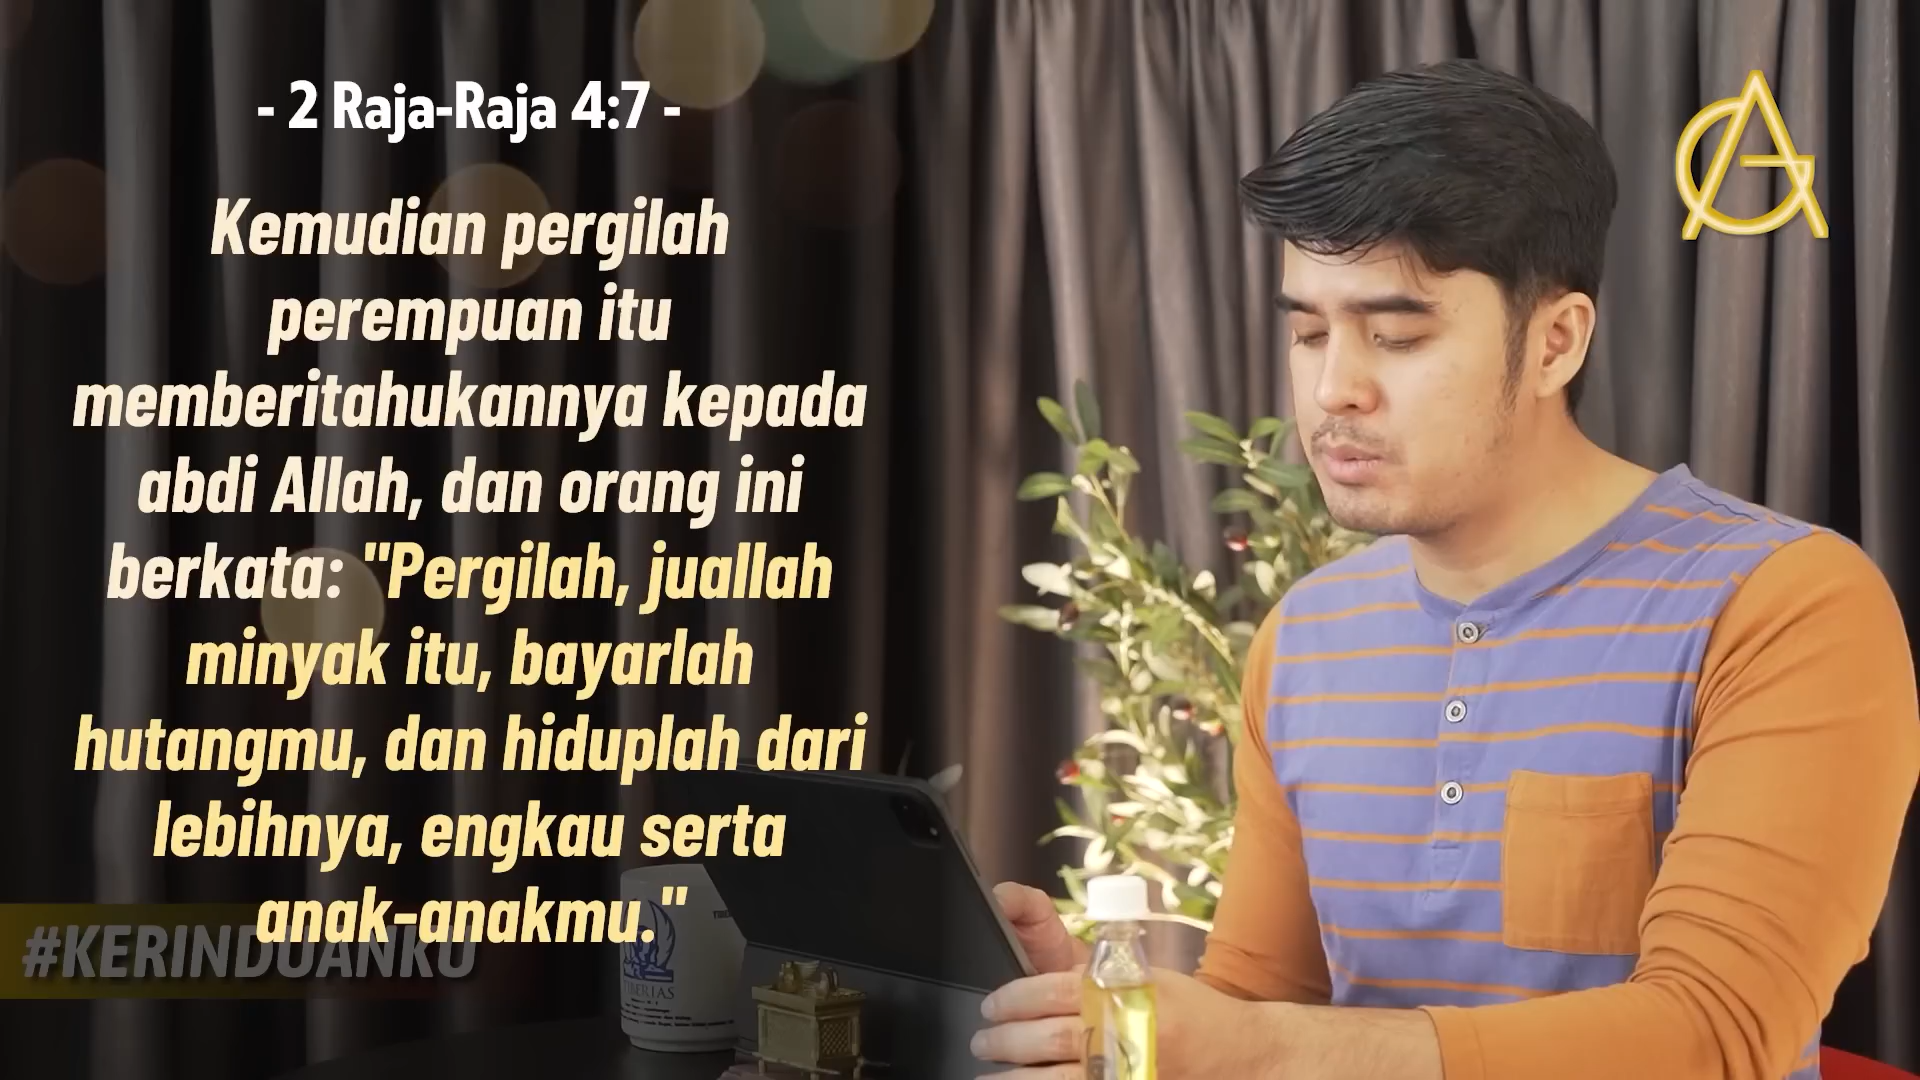 - 2 Raja-Raja 4:7 -
Kemudian pergilah
perempuan itu
memberitahukannya kepada
abdi Allah, dan orang ini
berkata: "Pergilah, juallah
minyak itu, bayarlah
hutangmu, dan hiduplah dari
lebihnya, engkau serta
anak-anakmu."
#KERINDUANKU